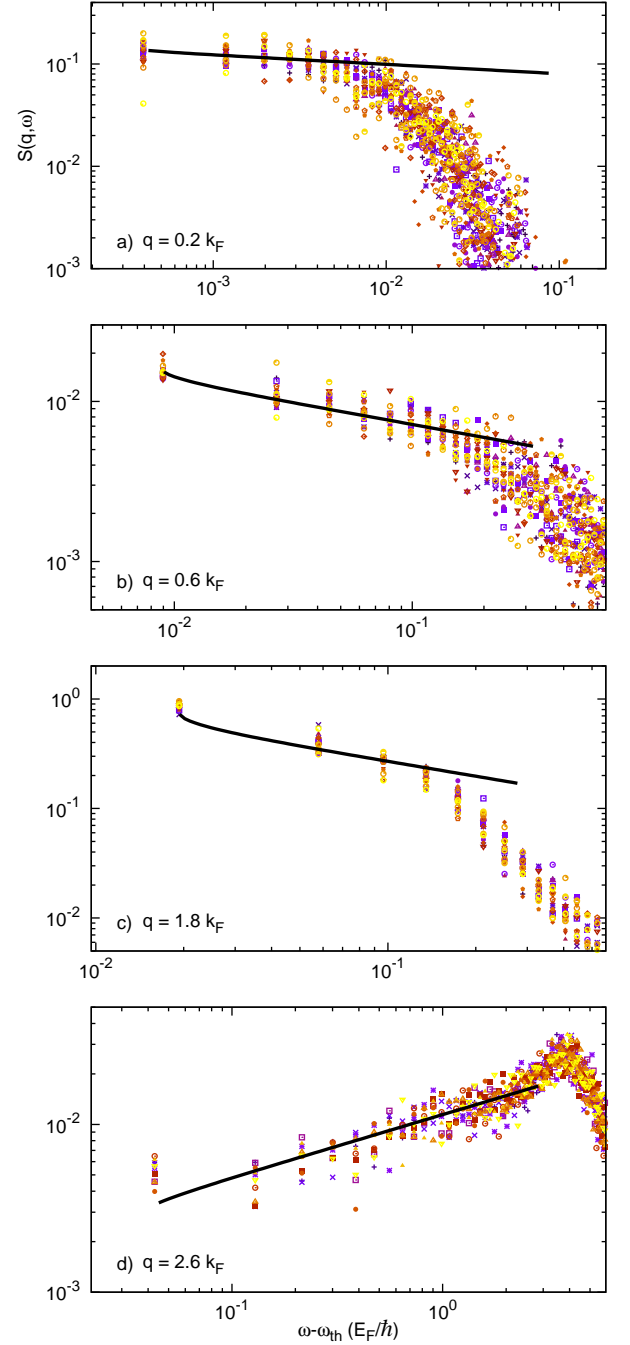 10⁻¹
10⁻²
10⁻³
S(q,ω)
a) q = 0.2 k_F
10⁻³ 10⁻² 10⁻¹
10⁻²
10⁻³
b) q = 0.6 k_F
10⁻² 10⁻¹
10⁰
10⁻¹
10⁻²
c) q = 1.8 k_F
10⁻² 10⁻¹
10⁻²
10⁻³
d) q = 2.6 k_F
10⁻¹ 10⁰
ω-ω_th (E_F/ħ)